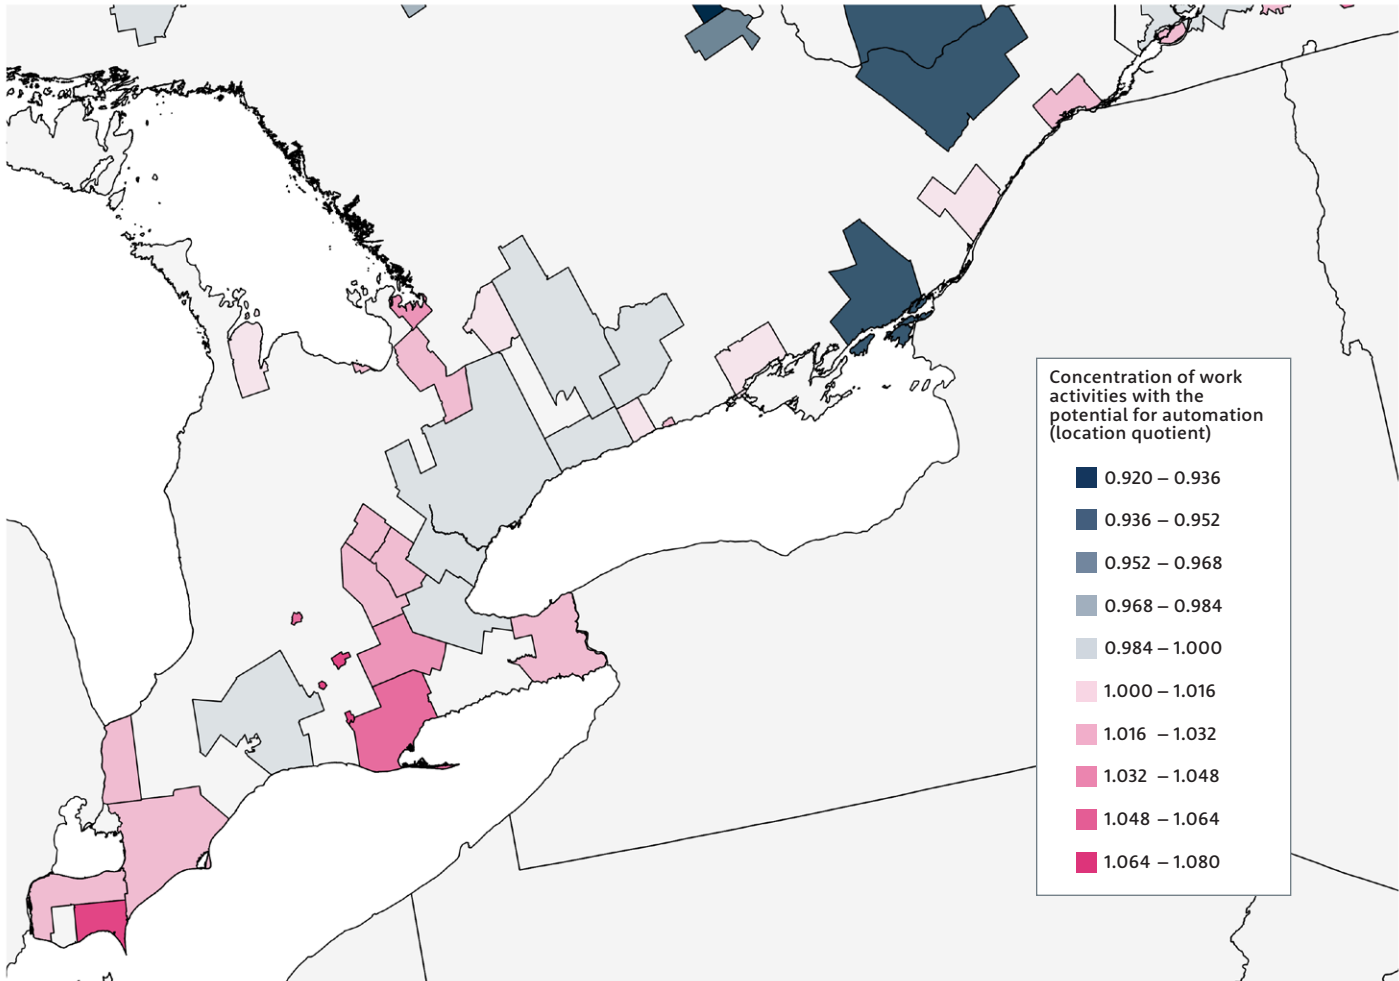 Concentration of work
activities with the
potential for automation
(location quotient)
0.920 – 0.936
0.936 – 0.952
0.952 – 0.968
0.968 – 0.984
0.984 – 1.000
1.000 – 1.016
1.016 – 1.032
1.032 – 1.048
1.048 – 1.064
1.064 – 1.080